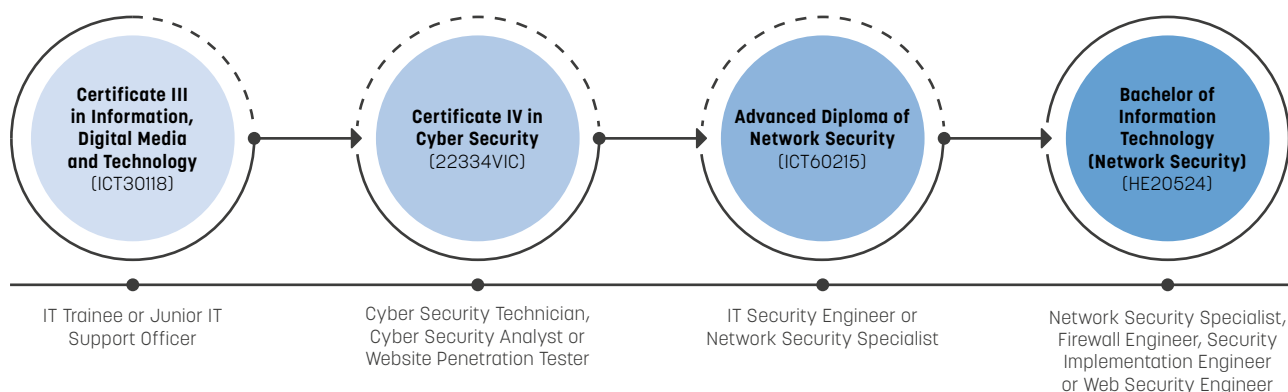 Certificate III
in Information,
Digital Media
and Technology
(ICT30118)
Certificate IV in
Cyber Security
(22334VIC)
Advanced Diploma of
Network Security
(ICT60215)
Bachelor of
Information
Technology
(Network Security)
(HE20524)
IT Trainee or Junior IT
Support Officer
Cyber Security Technician,
Cyber Security Analyst or
Website Penetration Tester
IT Security Engineer or
Network Security Specialist
Network Security Specialist,
Firewall Engineer, Security
Implementation Engineer
or Web Security Engineer